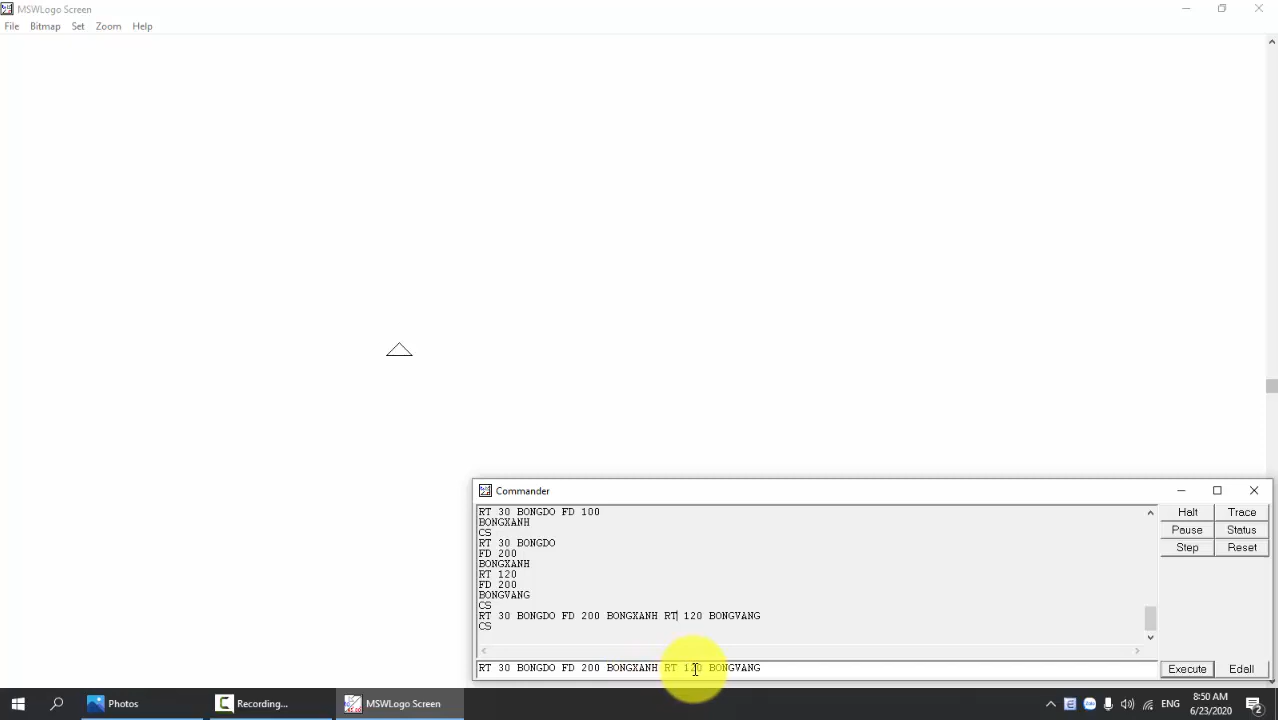 MSWLogo Screen
File Bitmap Set Zoom Help
Commander
RT 30 BONGDO FD 100
BONGXANH
CS
RT 30 BONGDO
FD 200
BONGXANH
RT 120
FD 200
BONGVANG
CS
RT 30 BONGDO FD 200 BONGXANH RT 120 BONGVANG
CS
RT 30 BONGDO FD 200 BONGXANH RT 120 BONGVANG
Halt Trace
Pause Status
Step Reset
Execute Edall
Photos
Recording...
MSWLogo Screen
ENG
8:50 AM
6/23/2020
2